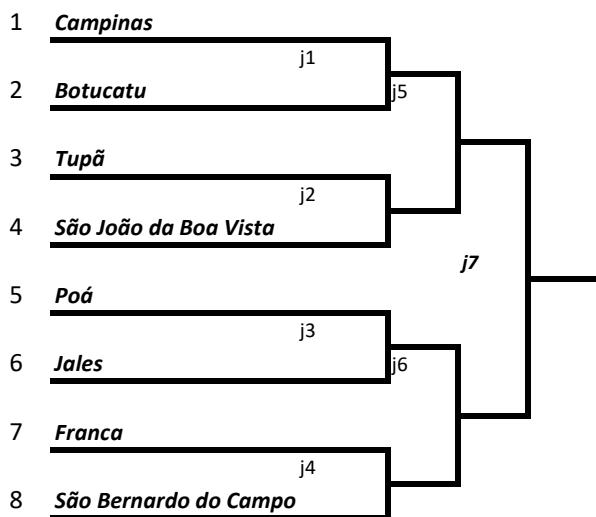 1 Campinas
j1
2 Botucatu
j5
3 Tupã
j2
4 São João da Boa Vista
j7
5 Poá
j3
6 Jales
j6
7 Franca
j4
8 São Bernardo do Campo